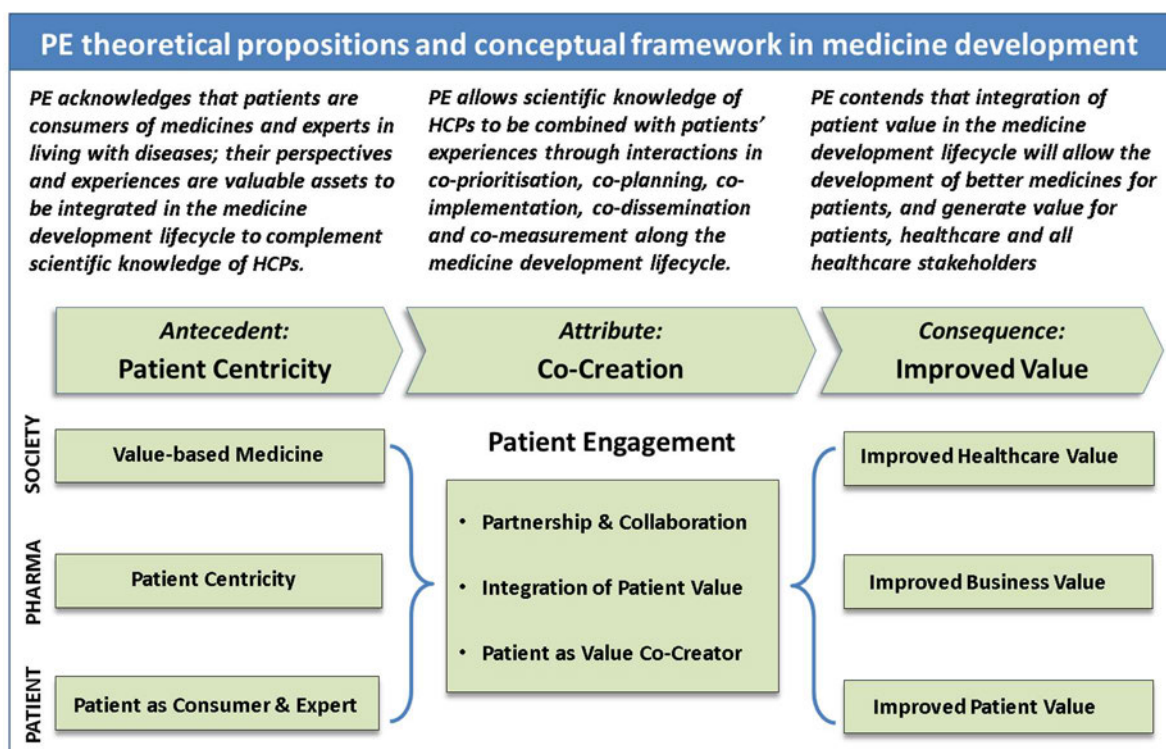 PE theoretical propositions and conceptual framework in medicine development
PE acknowledges that patients are
consumers of medicines and experts in
living with diseases; their perspectives
and experiences are valuable assets to
be integrated in the medicine
development lifecycle to complement
scientific knowledge of HCPs.
PE allows scientific knowledge of
HCPs to be combined with patients’
experiences through interactions in
co-prioritisation, co-planning, co-
implementation, co-dissemination
and co-measurement along the
medicine development lifecycle.
PE contends that integration of
patient value in the medicine
development lifecycle will allow the
development of better medicines for
patients, and generate value for
patients, healthcare and all
healthcare stakeholders
Antecedent:
Patient Centricity
Attribute:
Co-Creation
Consequence:
Improved Value
SOCIETY
Value-based Medicine
PHARMA
Patient Centricity
PATIENT
Patient as Consumer & Expert
Patient Engagement
• Partnership & Collaboration
• Integration of Patient Value
• Patient as Value Co-Creator
Improved Healthcare Value
Improved Business Value
Improved Patient Value